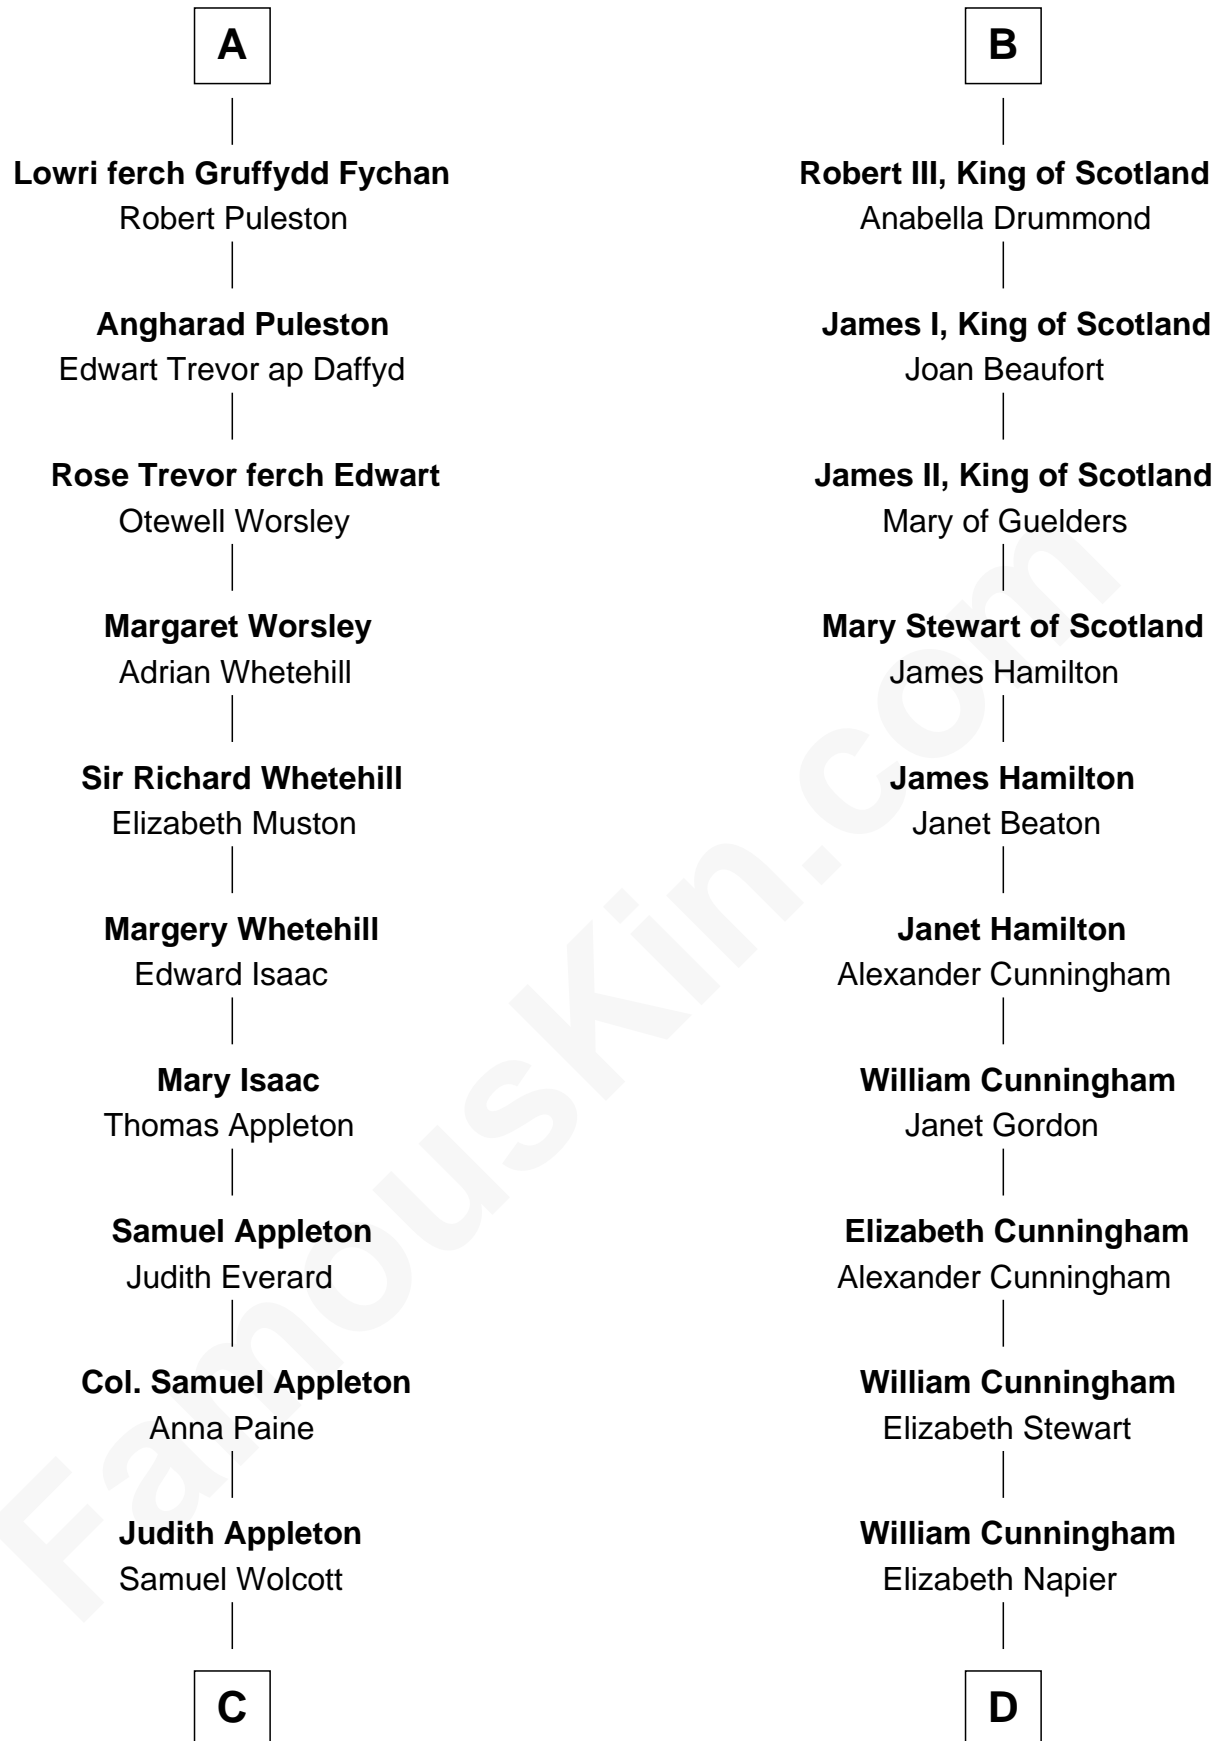 A
Lowri ferch Gruffydd Fychan
Robert Puleston
Angharad Puleston
Edwart Trevor ap Daffyd
Rose Trevor ferch Edwart
Otewell Worsley
Margaret Worsley
Adrian Whetehill
Sir Richard Whetehill
Elizabeth Muston
Margery Whetehill
Edward Isaac
Mary Isaac
Thomas Appleton
Samuel Appleton
Judith Everard
Col. Samuel Appleton
Anna Paine
Judith Appleton
Samuel Wolcott
C
B
Robert III, King of Scotland
Anabella Drummond
James I, King of Scotland
Joan Beaufort
James II, King of Scotland
Mary of Guelders
Mary Stewart of Scotland
James Hamilton
James Hamilton
Janet Beaton
Janet Hamilton
Alexander Cunningham
William Cunningham
Janet Gordon
Elizabeth Cunningham
Alexander Cunningham
William Cunningham
Elizabeth Stewart
William Cunningham
Elizabeth Napier
D
FamousKin.com